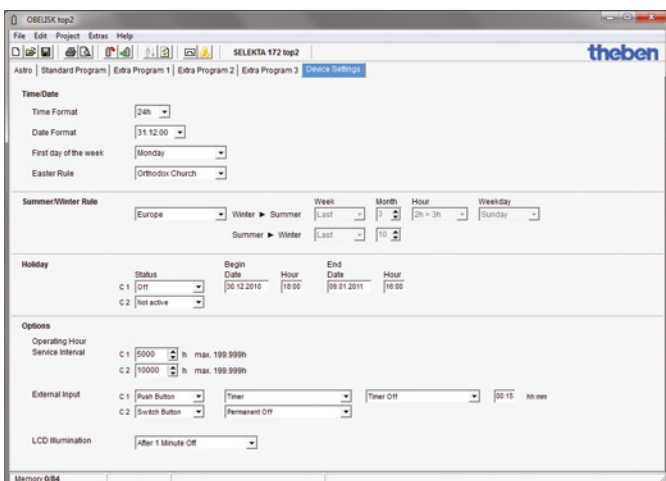 OBELISK top2
File Edit Project Extras Help
SELEKTA 172 top2
theben
Astro Standard Program Extra Program 1 Extra Program 2 Extra Program 3 Device Settings
Time/Date
Time Format 24h
Date Format 31.12.00
First day of the week Monday
Easter Rule Orthodox Church
Summer/Winter Rule Week Month Hour Weekday
Europe Winter ► Summer Last 3 2h > 3h Sunday
Summer ► Winter Last 10
Holiday Begin End
Status Date Hour Date Hour
C 1 Off 30.12.2010 18:00 09.01.2011 16:00
C 2 Not active
Options
Operating Hour
Service Interval C 1 5000 h max. 199.999h
C 2 10000 h max. 199.999h
External Input C 1 Push Button Timer Timer Off 00:15 hh:mm
C 2 Switch Button Permanent Off
LCD Illumination After 1 Minute Off
Memory 0/84